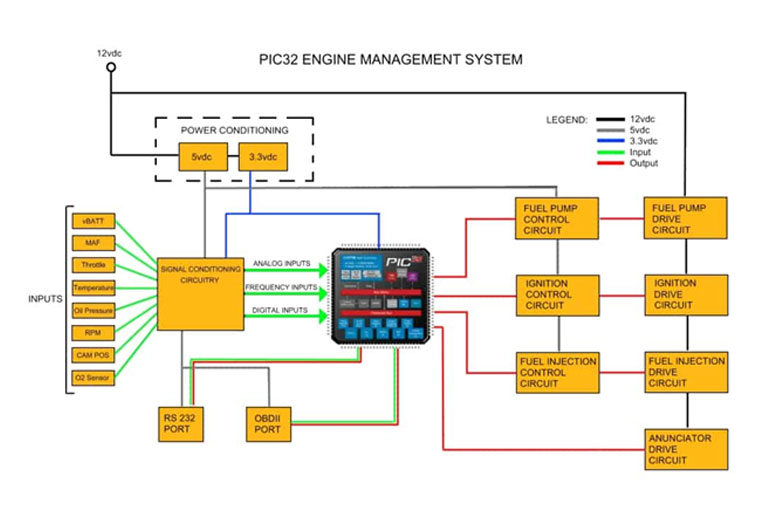 12vdc
PIC32 ENGINE MANAGEMENT SYSTEM
LEGEND:
12vdc
5vdc
3.3vdc
Input
Output
POWER CONDITIONING
5vdc
3.3vdc
INPUTS
vBATT
MAF
Throttle
Temperature
Oil Pressure
RPM
CAM POS
O2 Sensor
SIGNAL CONDITIONING
CIRCUITRY
ANALOG INPUTS
FREQUENCY INPUTS
DIGITAL INPUTS
PIC
RS 232
PORT
OBDII
PORT
FUEL PUMP
CONTROL
CIRCUIT
FUEL PUMP
DRIVE
CIRCUIT
IGNITION
CONTROL
CIRCUIT
IGNITION
DRIVE
CIRCUIT
FUEL INJECTION
CONTROL
CIRCUIT
FUEL INJECTION
DRIVE
CIRCUIT
ANUNCIATOR
DRIVE
CIRCUIT